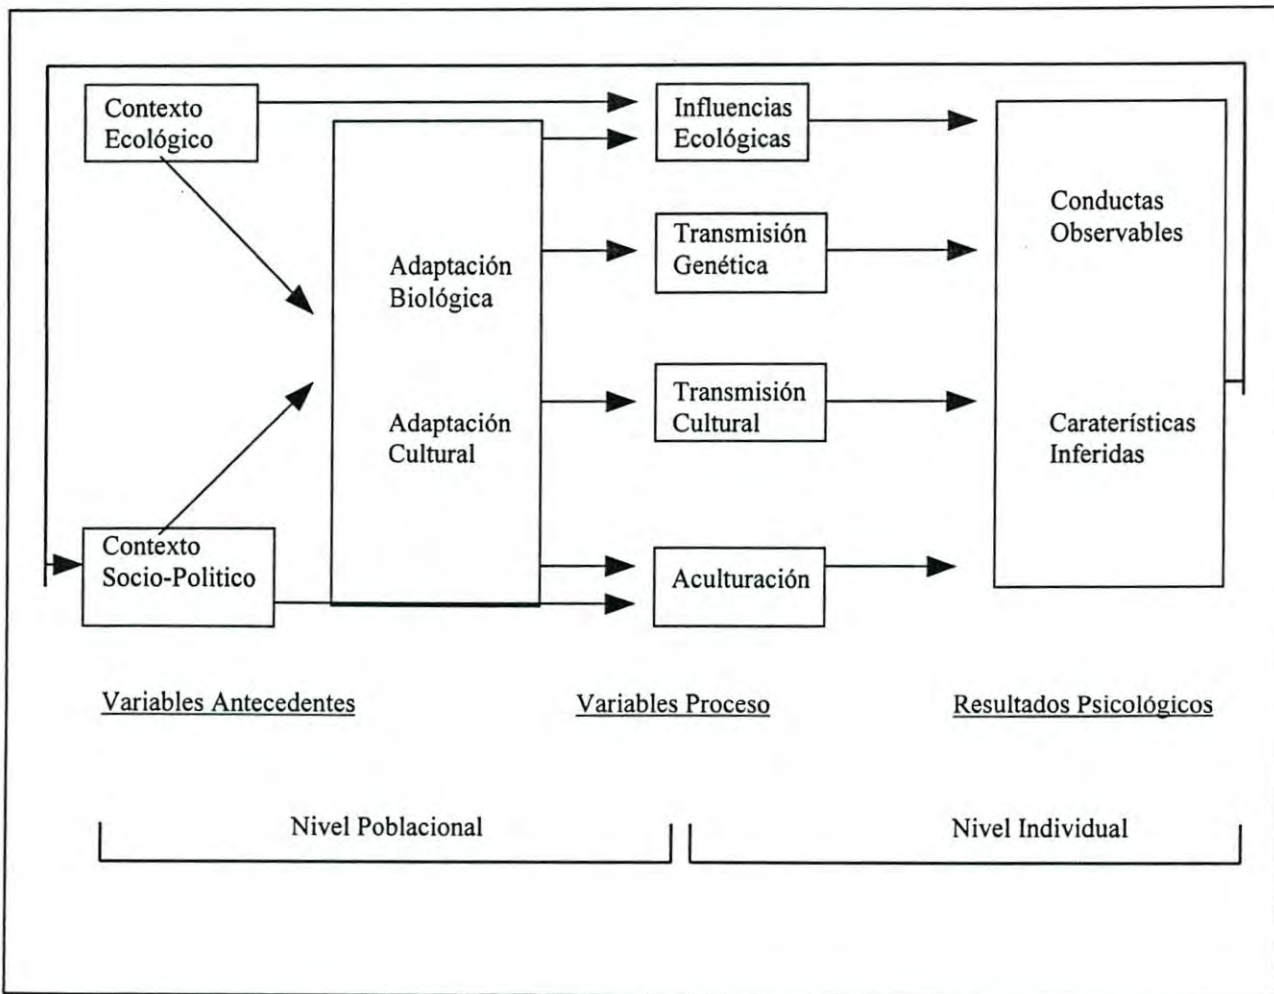 Contexto
Ecológico
Influencias
Ecológicas
Conductas
Observables
Transmisión
Genética
Adaptación
Biológica
Transmisión
Cultural
Adaptación
Cultural
Caraterísticas
Inferidas
Contexto
Socio-Politico
Aculturación
Variables Antecedentes
Variables Proceso
Resultados Psicológicos
Nivel Poblacional
Nivel Individual